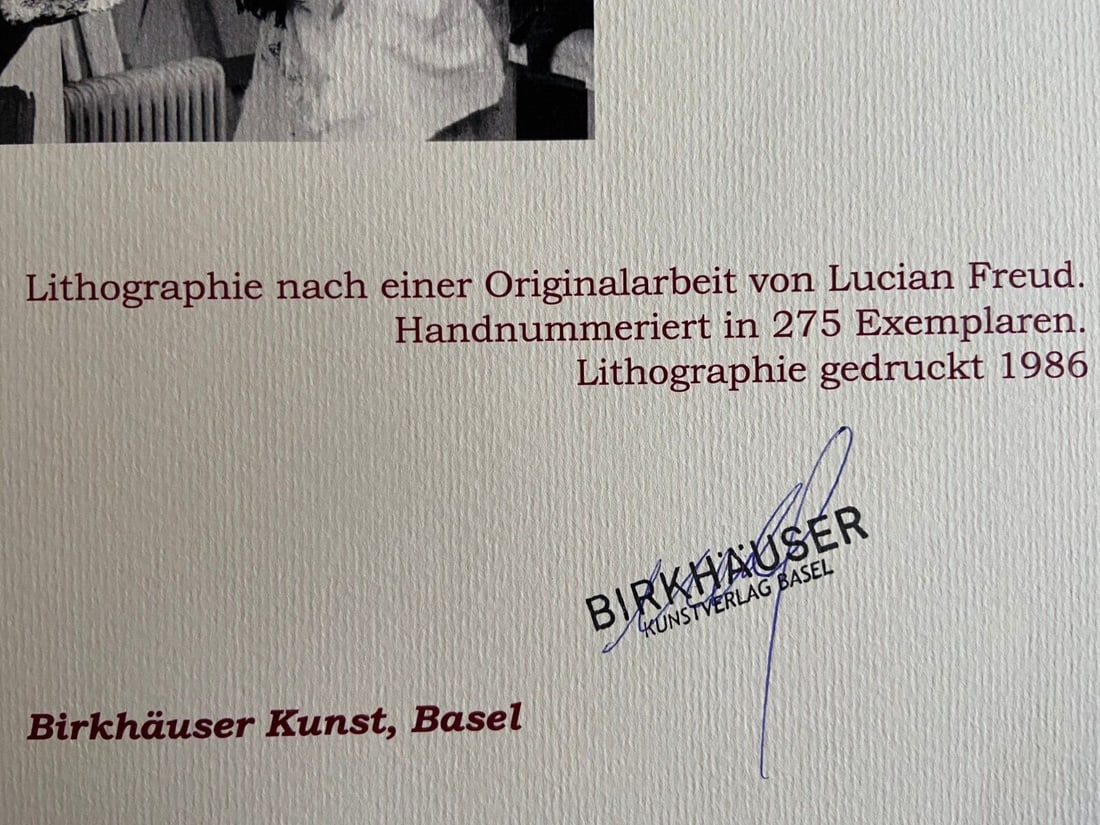 Lithographie nach einer Originalarbeit von Lucian Freud.
Handnummeriert in 275 Exemplaren.
Lithographie gedruckt 1986
BIRKHÄUSER
KUNSTVERLAG BASEL
Birkhäuser Kunst, Basel